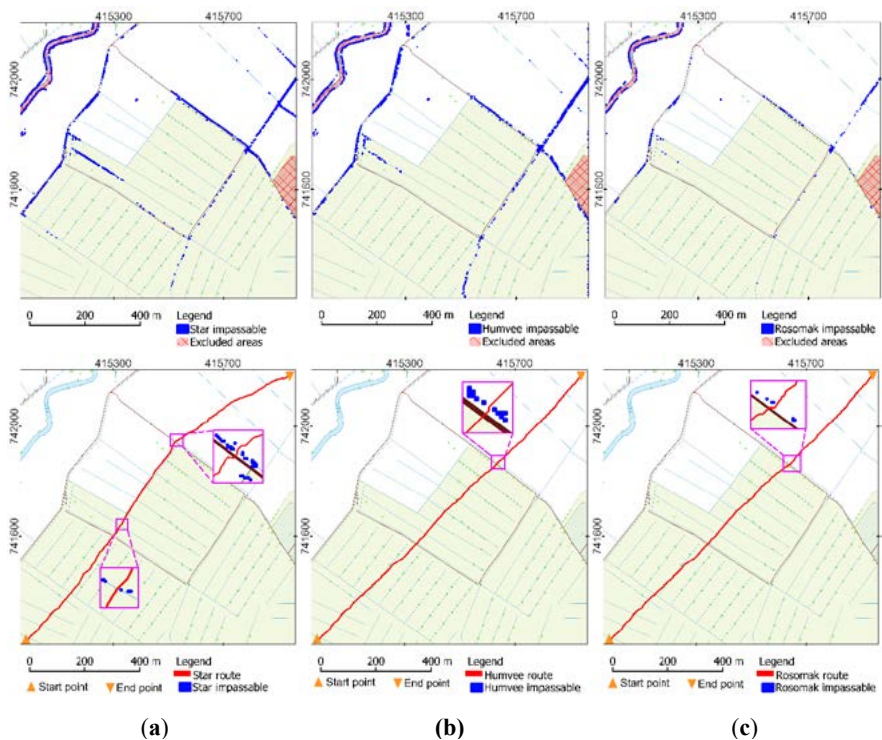 415300 415700 415300 415700 415300 415700
742000 742000 742000
741600 741600 741600
Legend Legend Legend
0 200 400 m Star impassable 0 200 400 m Humvee impassable 0 200 400 m Rosomak impassable
Excluded areas Excluded areas Excluded areas
415300 415700 415300 415700 415300 415700
742000 742000 742000
741600 741600 741600
0 200 400 m Legend 0 200 400 m Legend 0 200 400 m Legend
Star route Humvee route Rosomak route
Start point End point Star impassable Start point End point Humvee impassable Start point End point Rosomak impassable
(a) (b) (c)